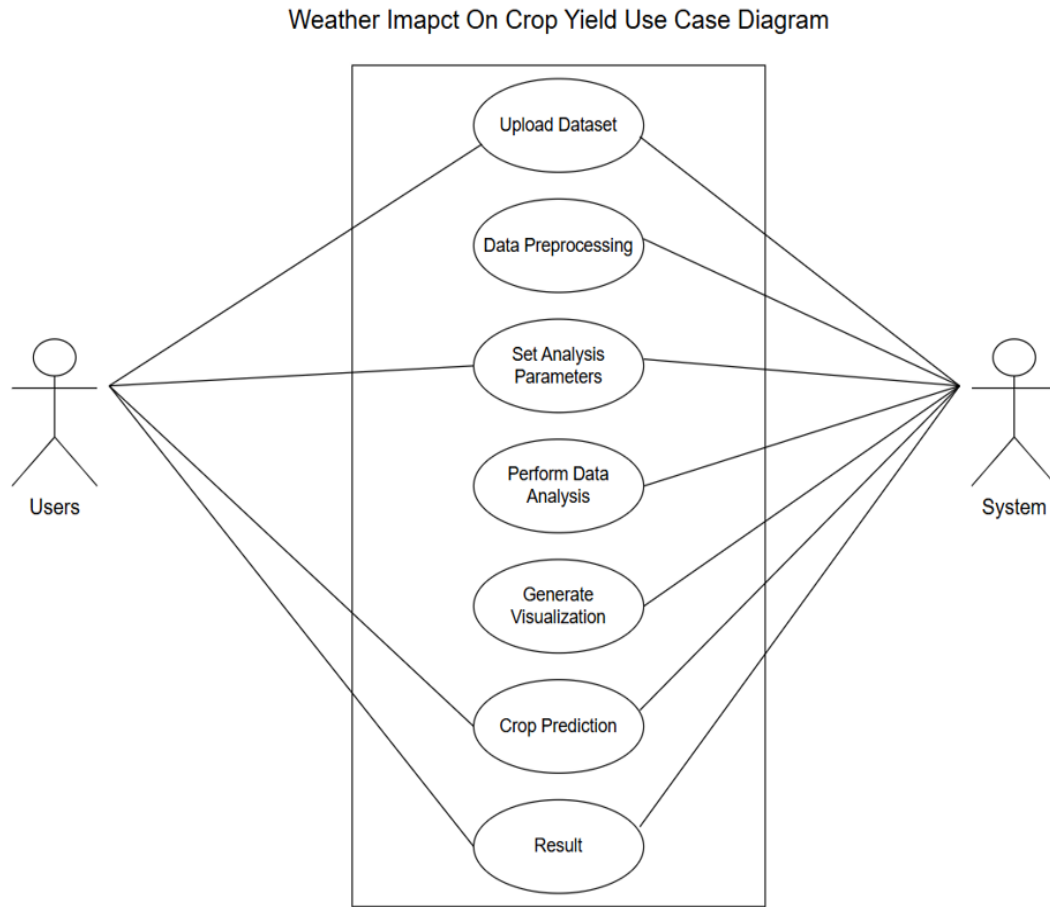 Weather Imapct On Crop Yield Use Case Diagram
Upload Dataset
Data Preprocessing
Set Analysis
Parameters
Perform Data
Analysis
Users
System
Generate
Visualization
Crop Prediction
Result